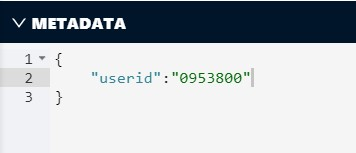 METADATA
1 {
2     "userid":"0953800"
3 }